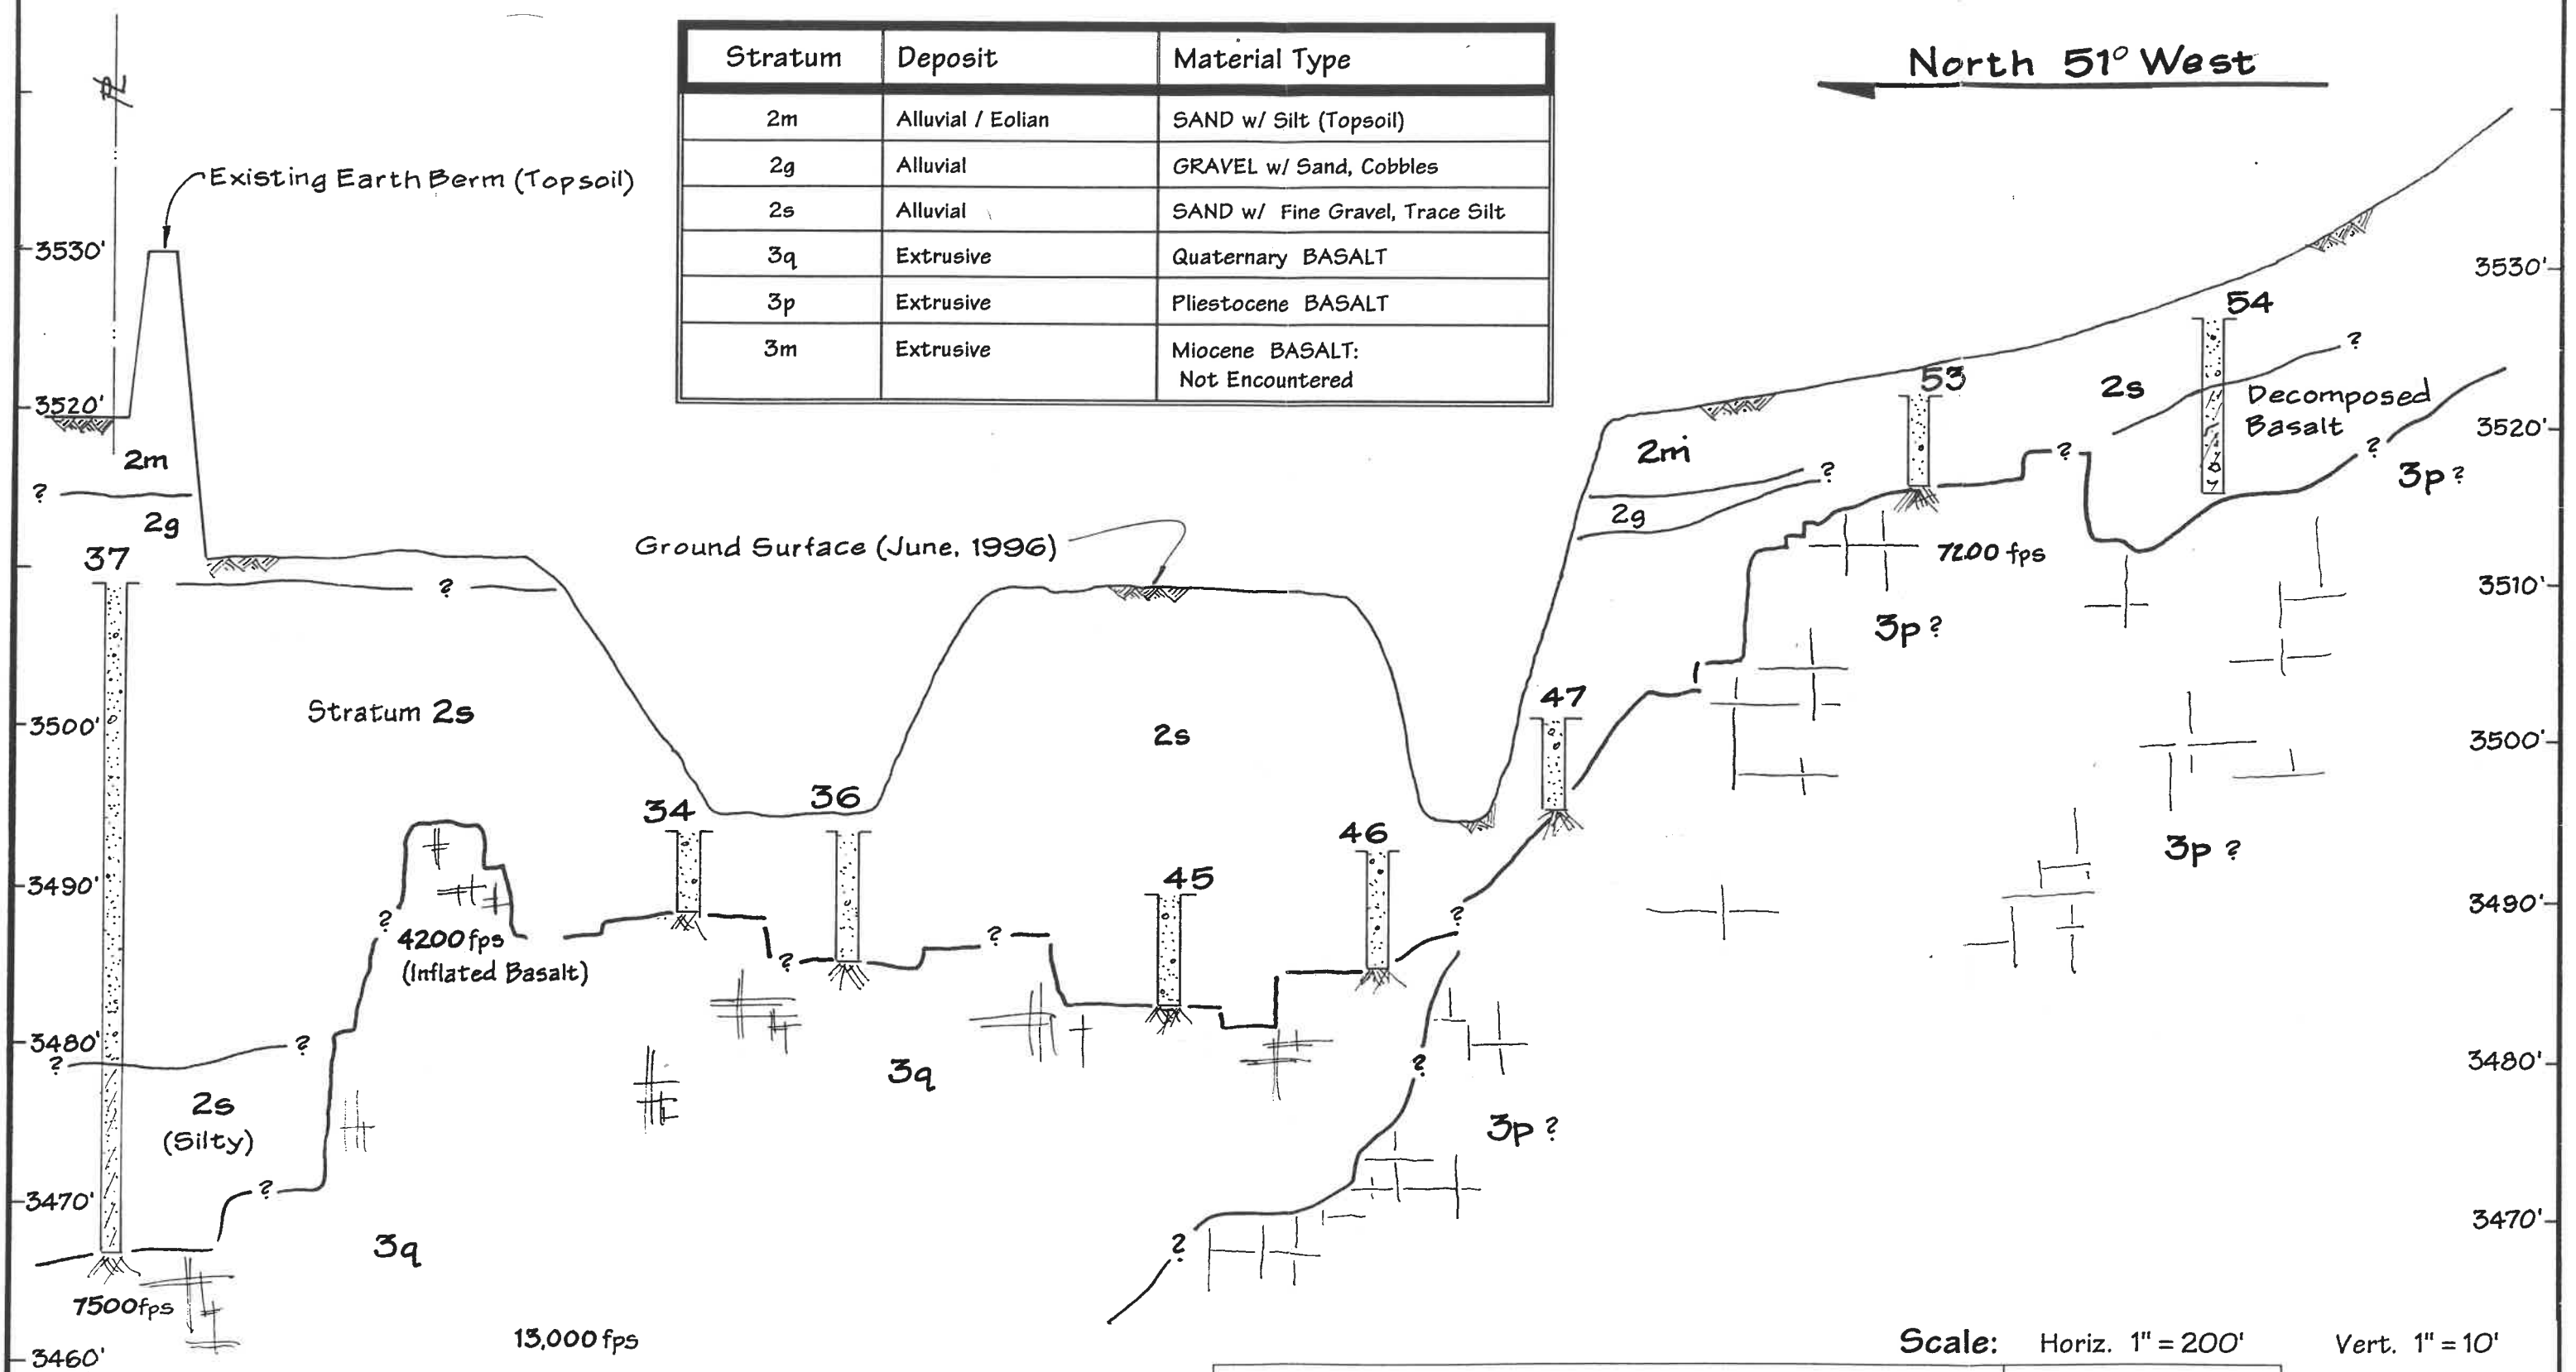 Stratum Deposit Material Type
2m Alluvial / Eolian SAND w/ Silt (Topsoil)
2g Alluvial GRAVEL w/ Sand, Cobbles
2s Alluvial SAND w/ Fine Gravel, Trace Silt
3q Extrusive Quaternary BASALT
3p Extrusive Pliestocene BASALT
3m Extrusive Miocene BASALT:
Not Encountered
North 51° West
PL
Existing Earth Berm (Topsoil)
3530'
3530'
54
?
3520'
53
2s
Decomposed
Basalt
3520'
2m
2m
?
?
3p ?
?
?
2g
2g
?
37
Ground Surface (June, 1996)
7200 fps
?
3510'
3p ?
Stratum 2s
3500'
2s
47
3500'
34
36
46
3p ?
3490'
45
3490'
?
?
4200 fps
(Inflated Basalt)
?
?
3480'
?
?
3q
?
3480'
2s
(Silty)
3p ?
3470'
?
3470'
3q
?
7500 fps
13,000 fps
Scale: Horiz. 1" = 200' Vert. 1" = 10'
3460'